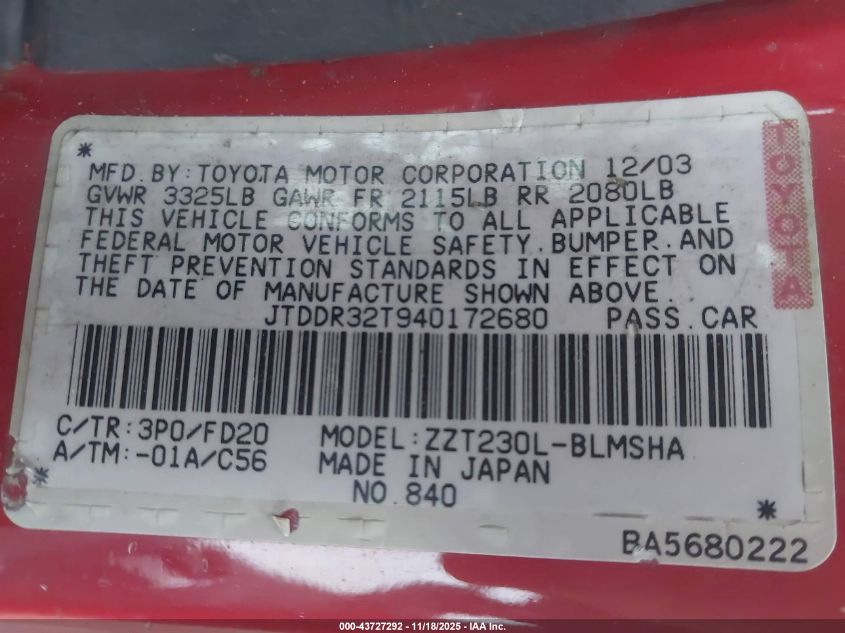 MFD.BY:TOYOTA MOTOR CORPORATION 12/03
GVWR 3325LB GAWR FR 2115LB RR 2080LB
THIS VEHICLE CONFORMS TO ALL APPLICABLE
FEDERAL MOTOR VEHICLE SAFETY.BUMPER.AND
THEFT PREVENTION STANDARDS IN EFFECT ON
THE DATE OF MANUFACTURE SHOWN ABOVE.
JTDDR32T940172680 PASS.CAR
C/TR:3P0/FD20 MODEL:ZZT230L-BLMSHA
A/TM:-01A/C56 MADE IN JAPAN
NO.840
BA5680222
TOYOTA
000-43727292 - 11/18/2025 - IAA Inc.